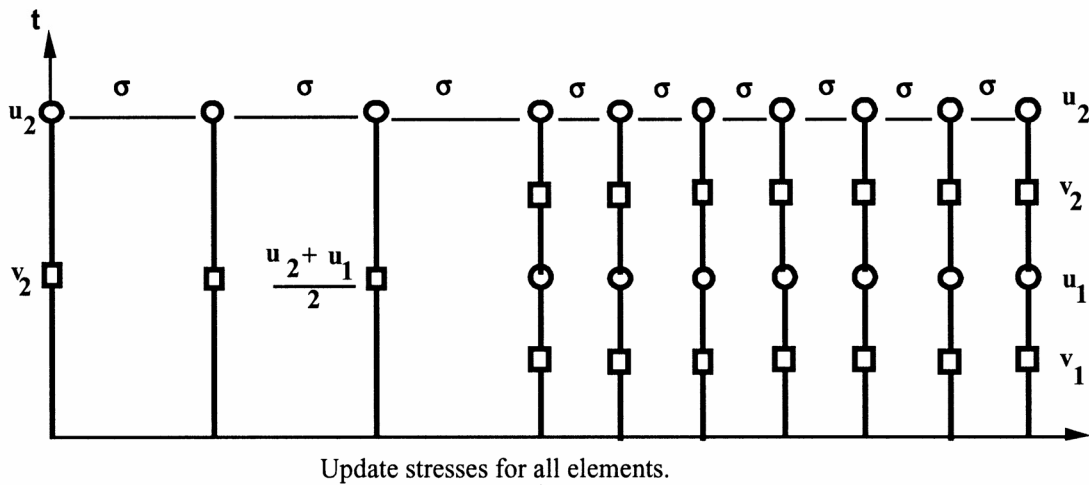 t
σ σ σ σ σ σ σ σ σ
u2 u2
v2
u2 + u1
v2 2 u1
v1
Update stresses for all elements.